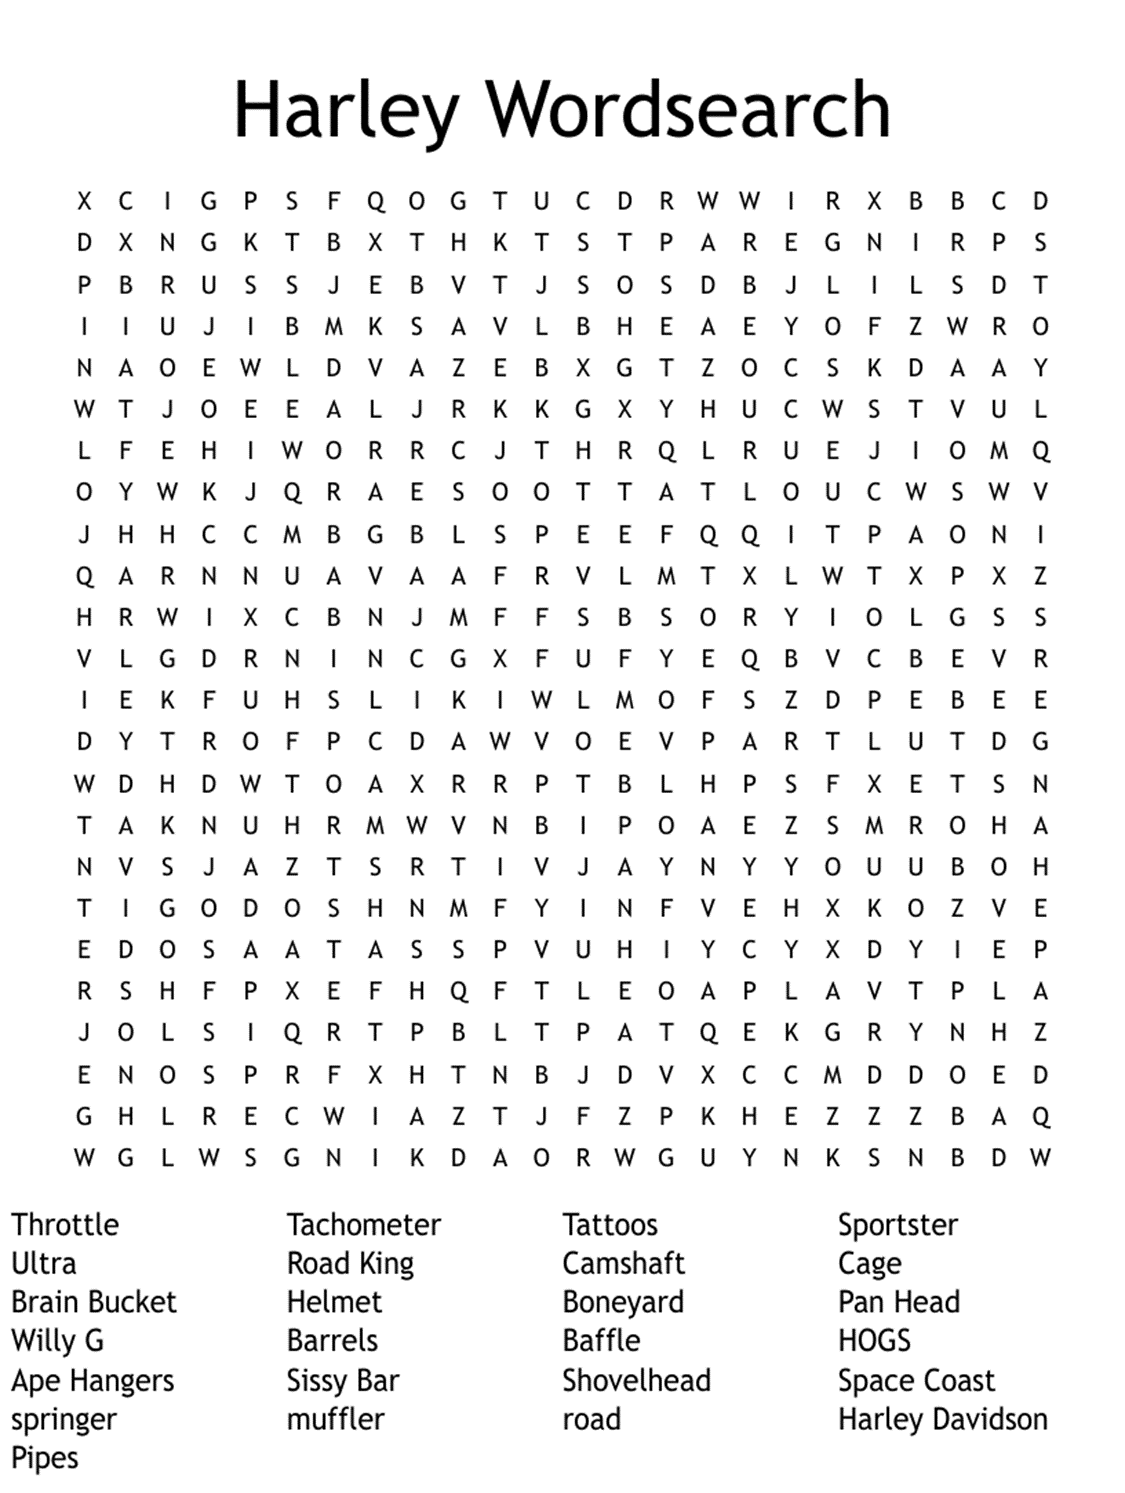 Harley Wordsearch
X C I G P S F Q O G T U C D R W W I R X B B C D
D X N G K T B X T H K T S T P A R E G N I R P S
P B R U S S J E B V T J S O S D B J L I L S D T
I I U J I B M K S A V L B H E A E Y O F Z W R O
N A O E W L D V A Z E B X G T Z O C S K D A A Y
W T J O E E A L J R K K G X Y H U C W S T V U L
L F E H I W O R R C J T H R Q L R U E J I O M Q
O Y W K J Q R A E S O O T T A T L O U C W S W V
J H H C C M B G B L S P E E F Q Q I T P A O N I
Q A R N N U A V A A F R V L M T X L W T X P X Z
H R W I X C B N J M F F S B S O R Y I O L G S S
V L G D R N I N C G X F U F Y E Q B V C B E V R
I E K F U H S L I K I W L M O F S Z D P E B E E
D Y T R O F P C D A W V O E V P A R T L U T D G
W D H D W T O A X R R P T B L H P S F X E T S N
T A K N U H R M W V N B I P O A E Z S M R O H A
N V S J A Z T S R T I V J A Y N Y Y O U U B O H
T I G O D O S H N M F Y I N F V E H X K O Z V E
E D O S A A T A S S P V U H I Y C Y X D Y I E P
R S H F P X E F H Q F T L E O A P L A V T P L A
J O L S I Q R T P B L T P A T Q E K G R Y N H Z
E N O S P R F X H T N B J D V X C C M D D O E D
G H L R E C W I A Z T J F Z P K H E Z Z Z B A Q
W G L W S G N I K D A O R W G U Y N K S N B D W
Throttle Tachometer Tattoos Sportster
Ultra Road King Camshaft Cage
Brain Bucket Helmet Boneyard Pan Head
Willy G Barrels Baffle HOGS
Ape Hangers Sissy Bar Shovelhead Space Coast
springer muffler road Harley Davidson
Pipes